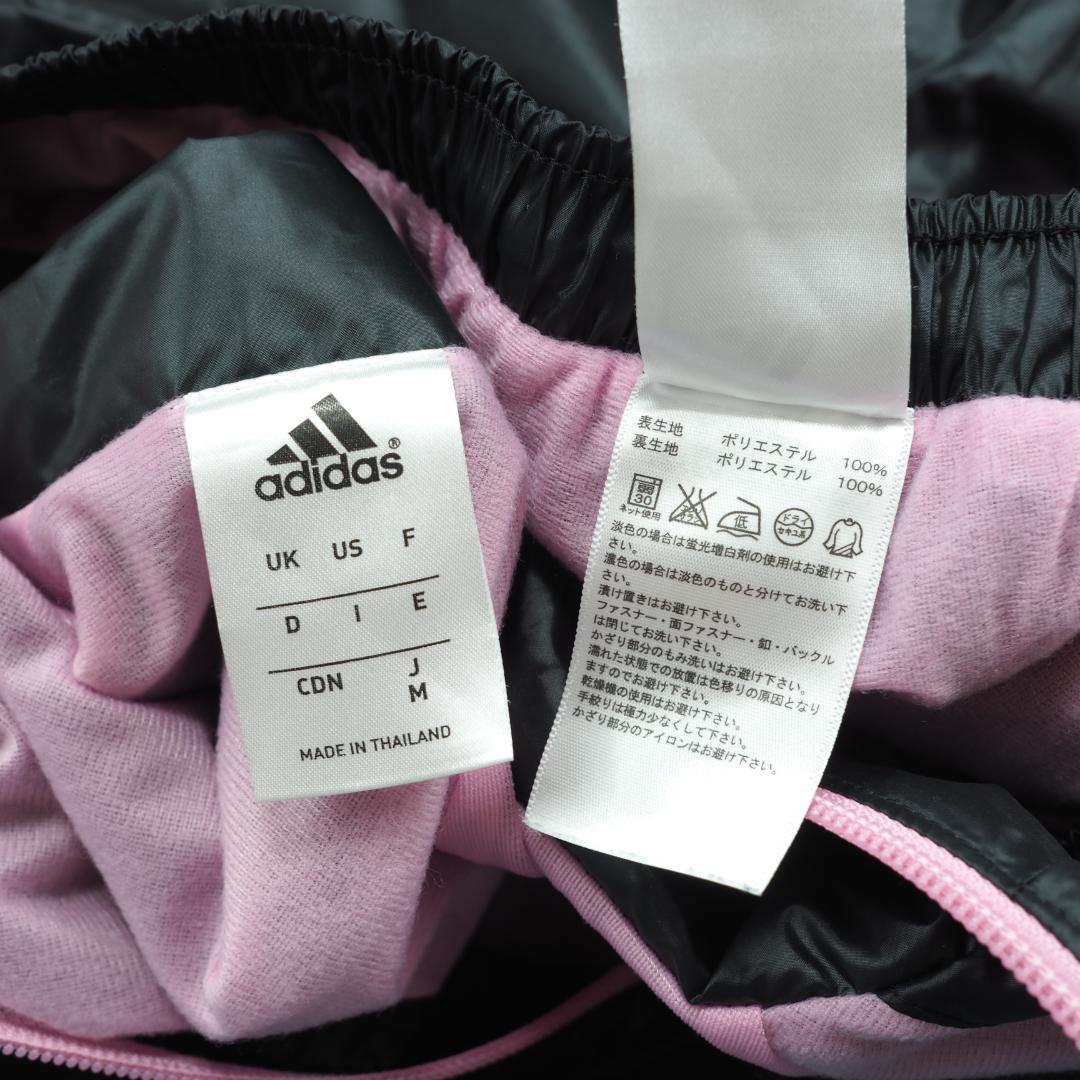 adidas®
UK US F
D I E
CDN J
M
MADE IN THAILAND
表生地 ポリエステル 100%
裏生地 ポリエステル 100%
弱 30 ネット使用
エンソ サラシ
低
ドライ セキユ系
淡色の場合は蛍光増白剤の使用はお避け下
さい。
濃色の場合は淡色のものと分けてお洗い下
さい。
漬け置きはお避け下さい。
ファスナー・面ファスナー・釦・バックル
は閉じてお洗い下さい。
かざり部分のもみ洗いはお避け下さい。
濡れた状態での放置は色移りの原因となり
ますのでお避け下さい。
乾燥機の使用はお避け下さい。
手絞りは極力少なくして下さい。
かざり部分のアイロンはお避け下さい。